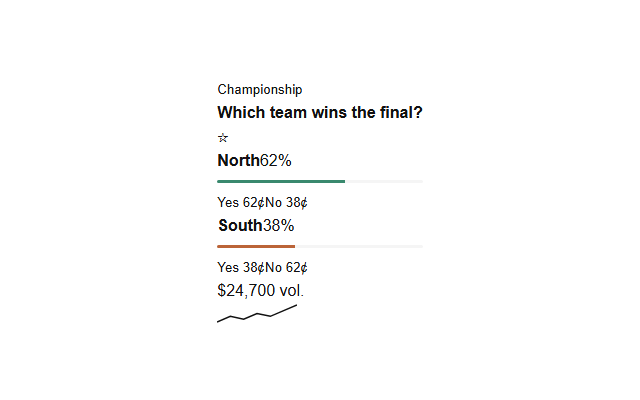 Championship
Which team wins the final?
☆
North62%
Yes 62¢No 38¢
South38%
Yes 38¢No 62¢
$24,700 vol.